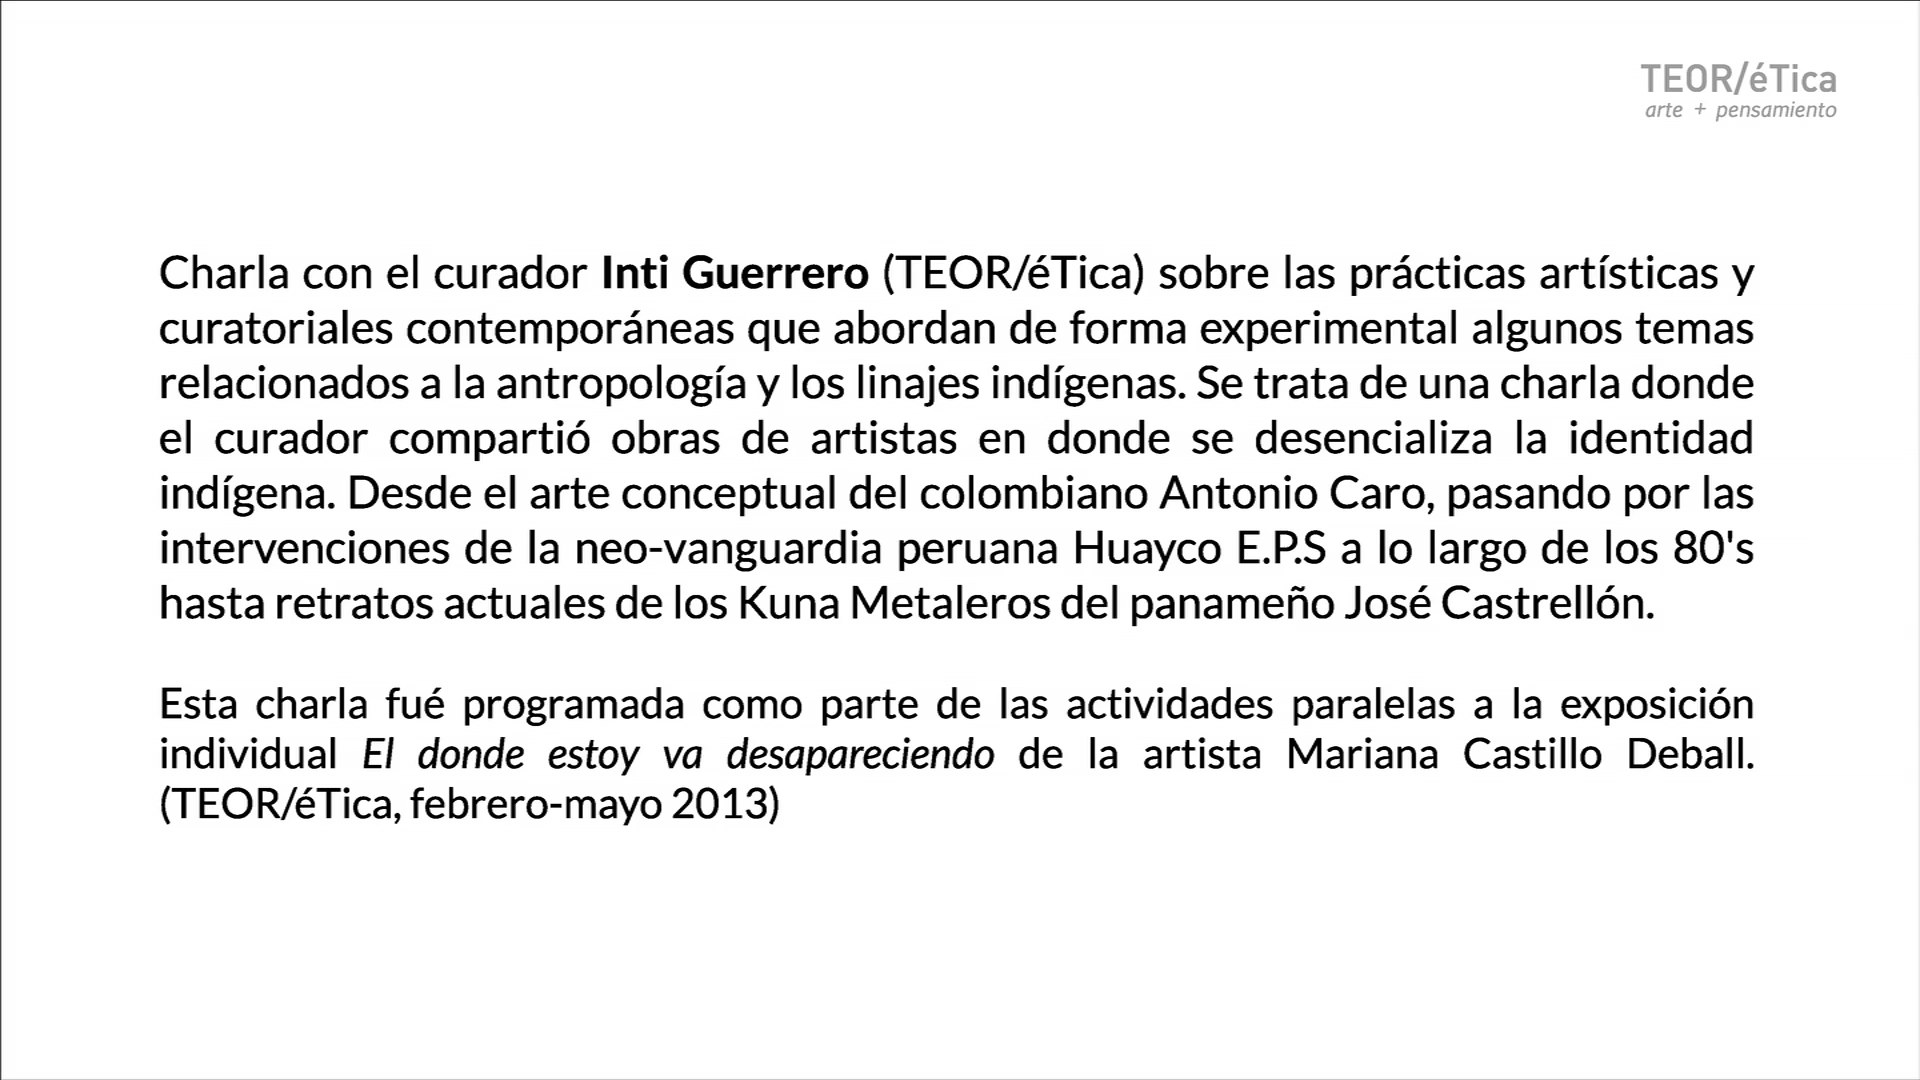 TEOR/éTica
arte + pensamiento
Charla con el curador Inti Guerrero (TEOR/éTica) sobre las prácticas artísticas y
curatoriales contemporáneas que abordan de forma experimental algunos temas
relacionados a la antropología y los linajes indígenas. Se trata de una charla donde
el curador compartió obras de artistas en donde se desencializa la identidad
indígena. Desde el arte conceptual del colombiano Antonio Caro, pasando por las
intervenciones de la neo-vanguardia peruana Huayco E.P.S a lo largo de los 80's
hasta retratos actuales de los Kuna Metaleros del panameño José Castrellón.
Esta charla fué programada como parte de las actividades paralelas a la exposición
individual El donde estoy va desapareciendo de la artista Mariana Castillo Deball.
(TEOR/éTica, febrero-mayo 2013)